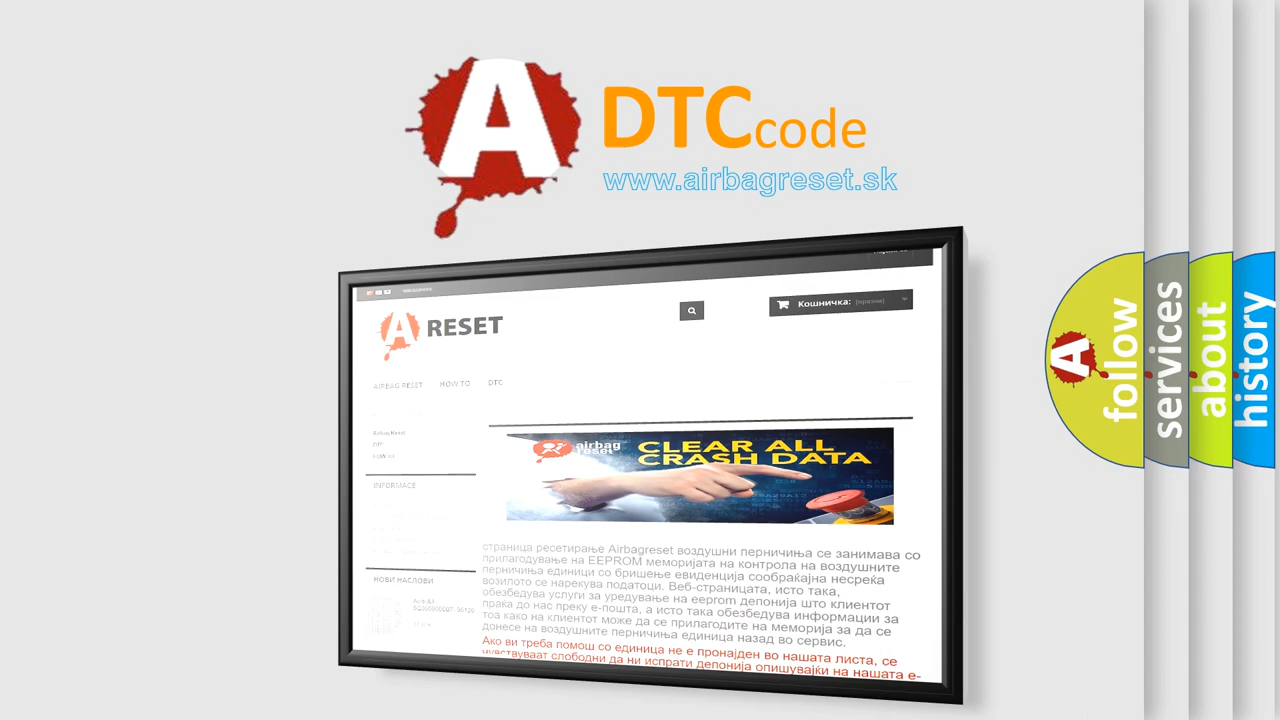 A DTC code
www.airbagreset.sk
A RESET
Кошничка: (празна)
AIRBAG RESET HOW TO DTC
Airbag Reset
DTC
INFORMACE
НОВИ НАСЛОВИ
airbag reset
CLEAR ALL
CRASH DATA
страница ресетирање Airbagreset воздушни перничиња се занимава со
прилагодување на EEPROM меморијата на контрола на воздушните
перничиња единици со бришење евиденција сообраќајна несреќа
возилото се нарекува податоци. Веб-страницата, исто така,
обезбедува услуги за уредување на eeprom депонија што клиентот
праќа до нас преку е-пошта, а исто така обезбедува информации за
тоа како на клиентот може да се прилагодите на меморија за да се
донесе на воздушните перничиња единица назад во сервис.
Ако ви треба помош со единица не е пронајден во нашата листа, се
чувствуваат слободни да ни испрати депонија опишувајќи на нашата е-
A follow
services
about
history